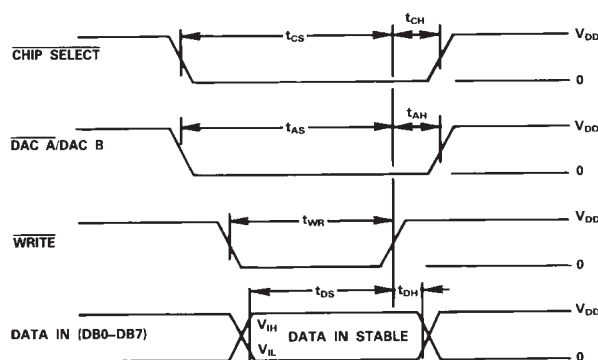 tCS
tCH
VDD
CHIP SELECT
0
tAS
tAH
VDD
DAC A/DAC B
0
tWR
VDD
WRITE
0
tDS
tDH
VDD
VIH
DATA IN (DB0–DB7)
DATA IN STABLE
VIL
0